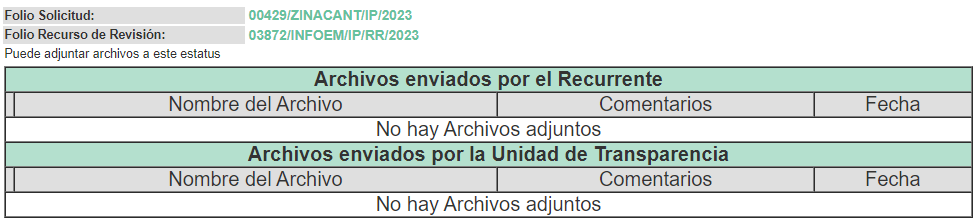 Folio Solicitud: 00429/ZINACANT/IP/2023
Folio Recurso de Revisión: 03872/INFOEM/IP/RR/2023
Puede adjuntar archivos a este estatus
Archivos enviados por el Recurrente
Nombre del Archivo Comentarios Fecha
No hay Archivos adjuntos
Archivos enviados por la Unidad de Transparencia
Nombre del Archivo Comentarios Fecha
No hay Archivos adjuntos